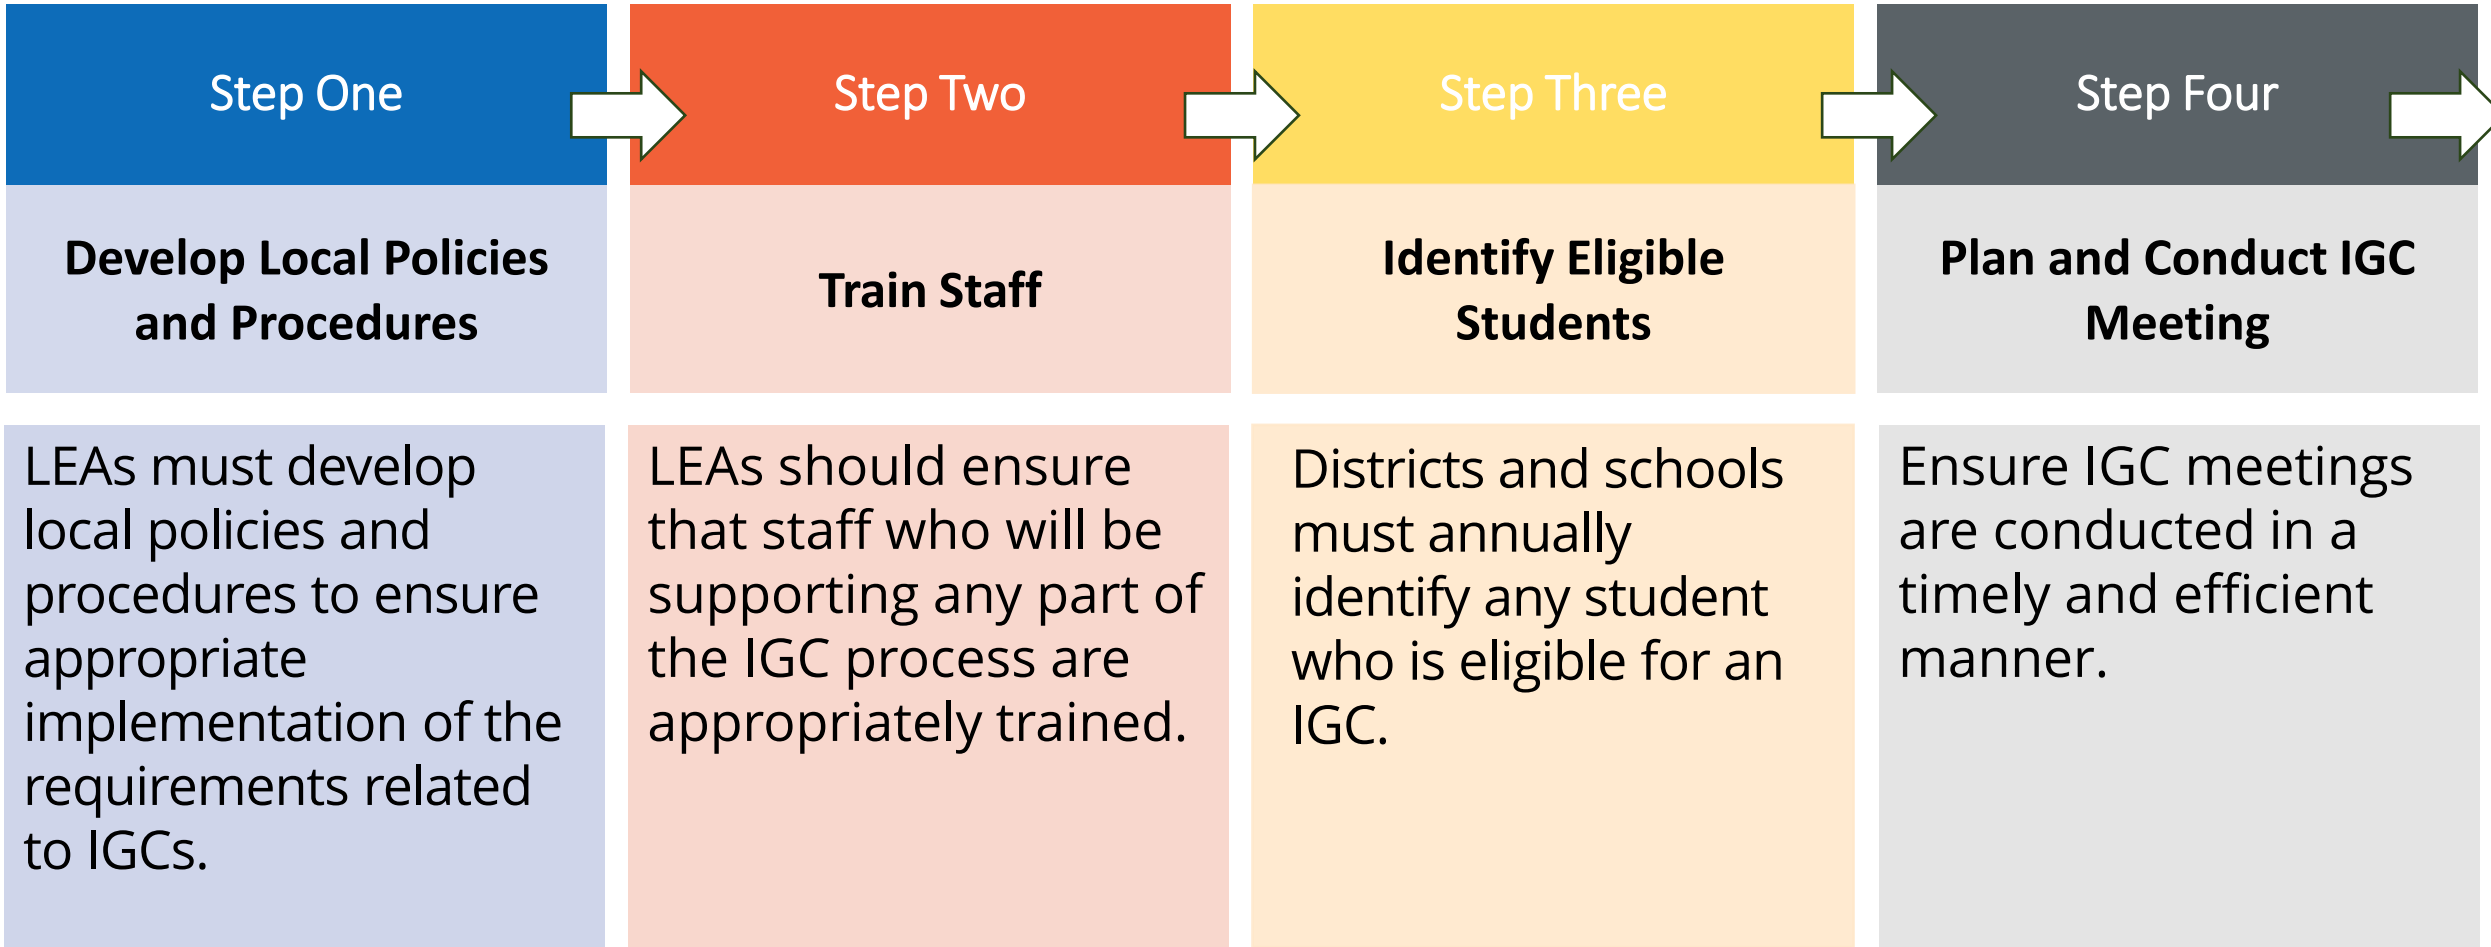 Step One
Develop Local Policies
and Procedures
LEAs must develop
local policies and
procedures to ensure
appropriate
implementation of the
requirements related
to IGCs.
Step Two
Train Staff
LEAs should ensure
that staff who will be
supporting any part of
the IGC process are
appropriately trained.
Step Three
Identify Eligible
Students
Districts and schools
must annually
identify any student
who is eligible for an
IGC.
Step Four
Plan and Conduct IGC
Meeting
Ensure IGC meetings
are conducted in a
timely and efficient
manner.